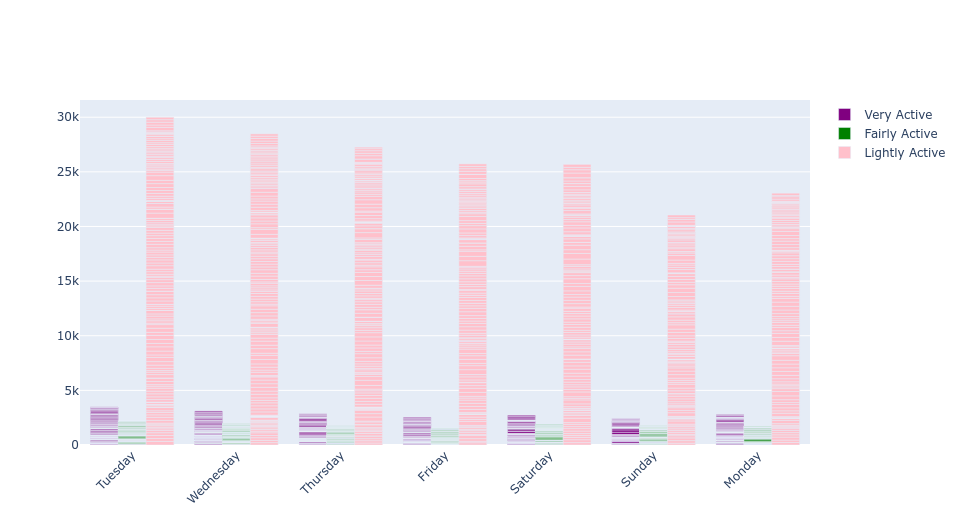 30k
25k
20k
15k
10k
5k
0
Tuesday
Wednesday
Thursday
Friday
Saturday
Sunday
Monday
Very Active
Fairly Active
Lightly Active